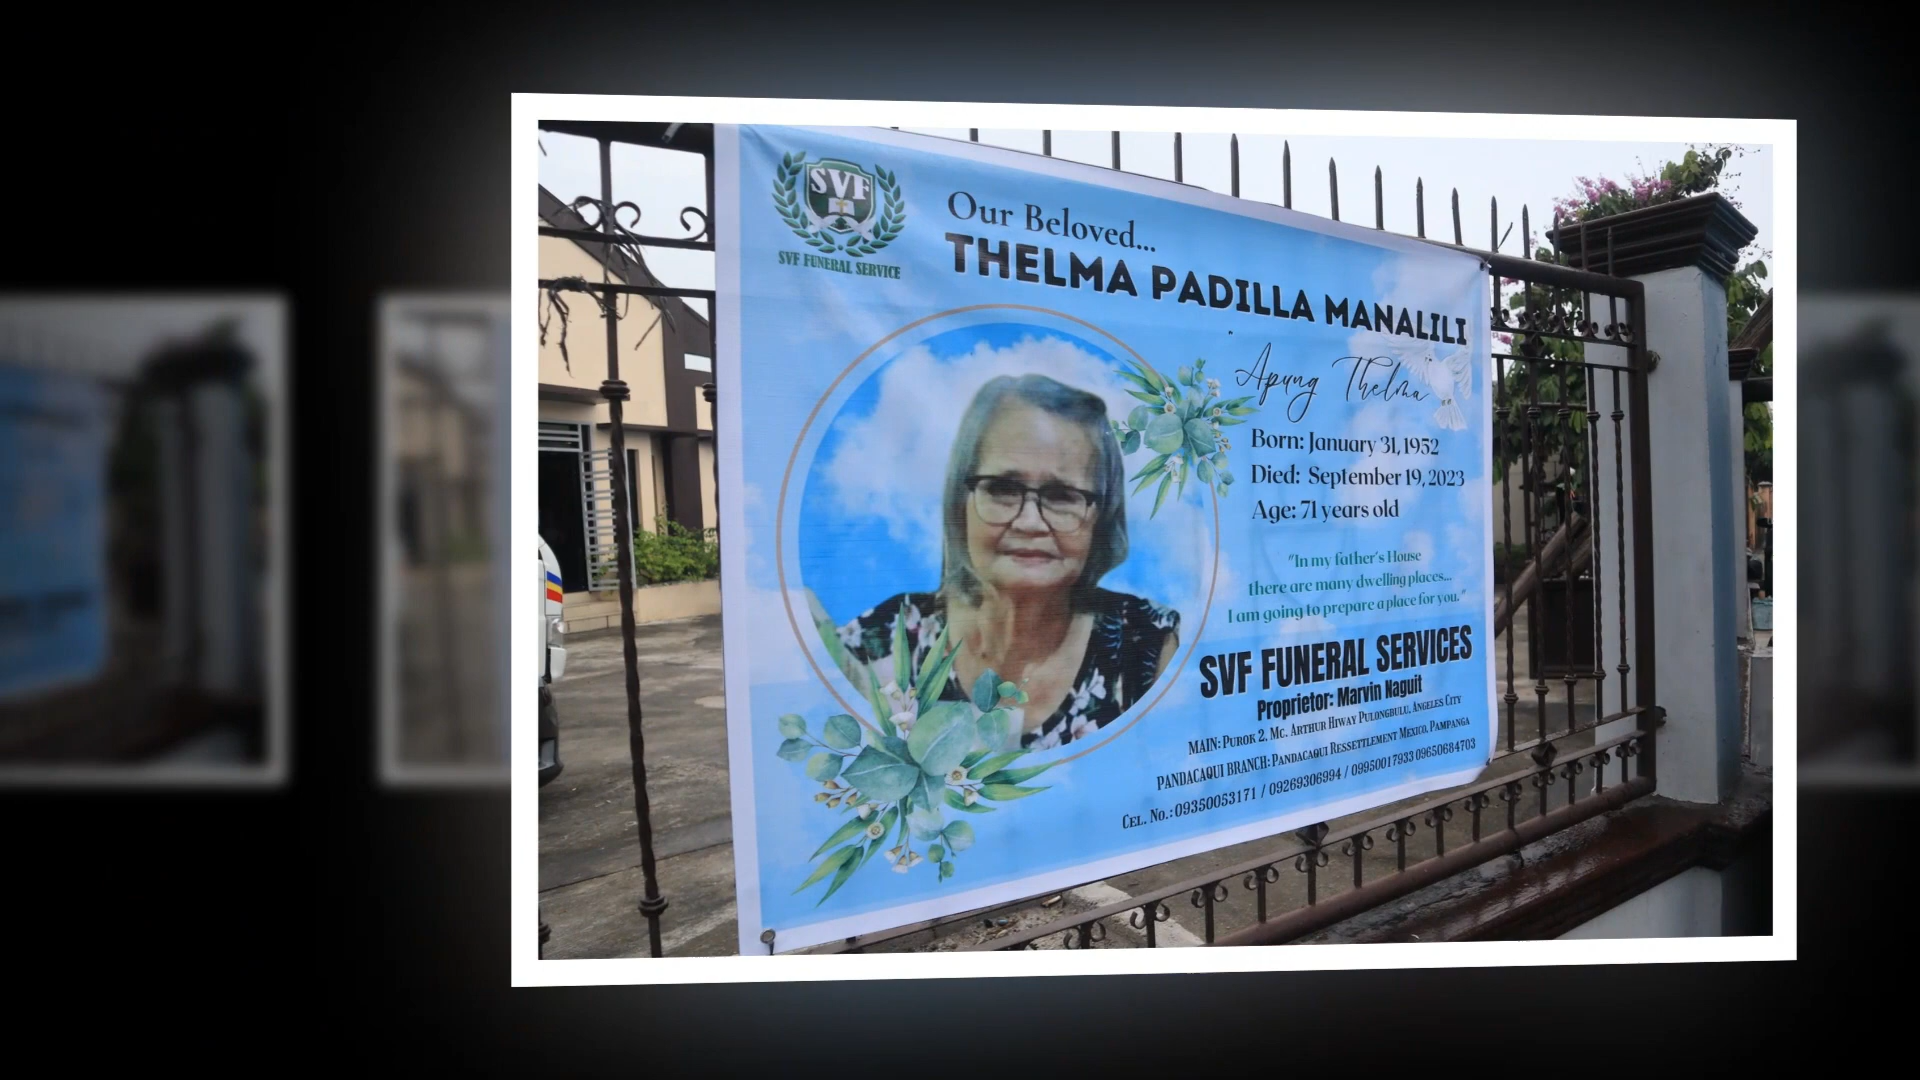 SVF
SVF FUNERAL SERVICE
Our Beloved...
THELMA PADILLA MANALILI
"Apung Thelma
Born: January 31, 1952
Died: September 19, 2023
Age: 71 years old
"In my father's House
there are many dwelling places...
I am going to prepare a place for you."
SVF FUNERAL SERVICES
Proprietor: Marvin Naguit
MAIN: PUROK 2, MC. ARTHUR HIWAY PULONGBULU, ANGELES CITY
PANDACAQUI BRANCH: PANDACAQUI RESSETTLEMENT MEXICO, PAMPANGA
CEL. NO.: 09350053171 / 09269306994 / 09950017933 09650684703